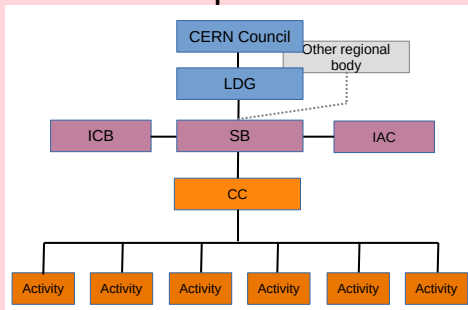 CERN Council
Other regional
body
LDG
ICB
SB
IAC
CC
Activity
Activity
Activity
Activity
Activity
Activity